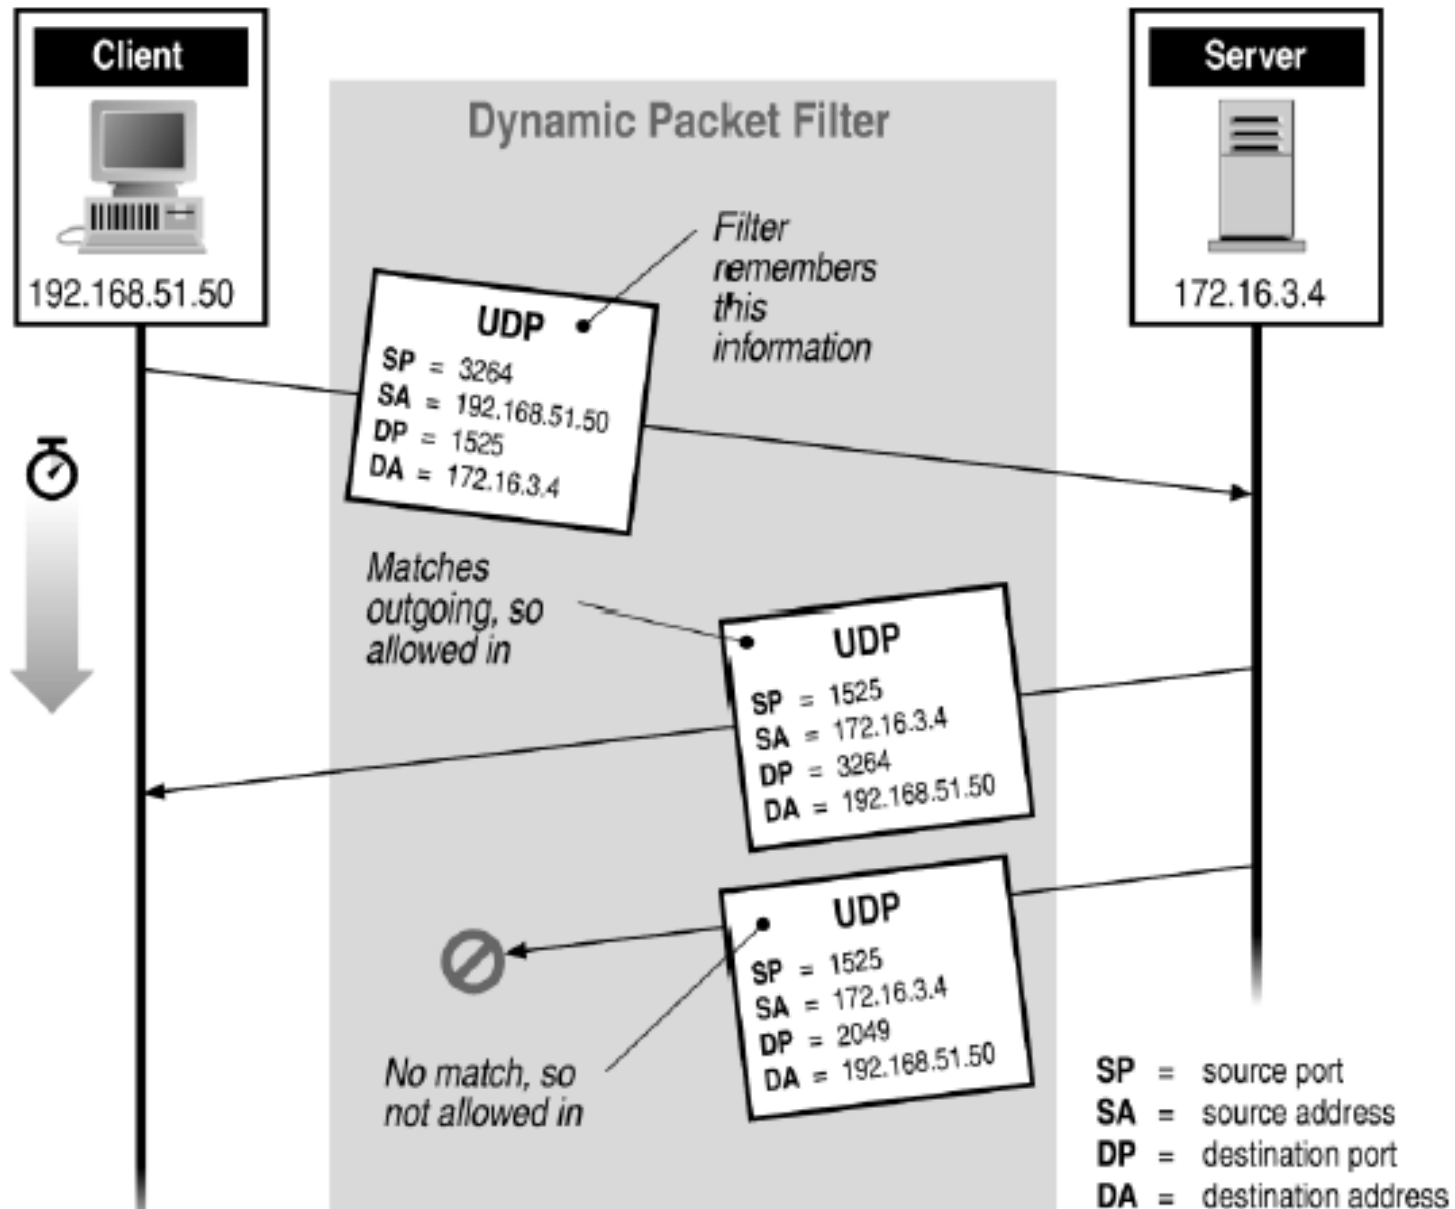 Client
192.168.51.50
Server
172.16.3.4
Dynamic Packet Filter
Filter
remembers
this
information
UDP
SP = 3264
SA = 192.168.51.50
DP = 1525
DA = 172.16.3.4
Matches
outgoing, so
allowed in
UDP
SP = 1525
SA = 172.16.3.4
DP = 3264
DA = 192.168.51.50
UDP
SP = 1525
SA = 172.16.3.4
DP = 2049
DA = 192.168.51.50
No match, so
not allowed in
SP = source port
SA = source address
DP = destination port
DA = destination address